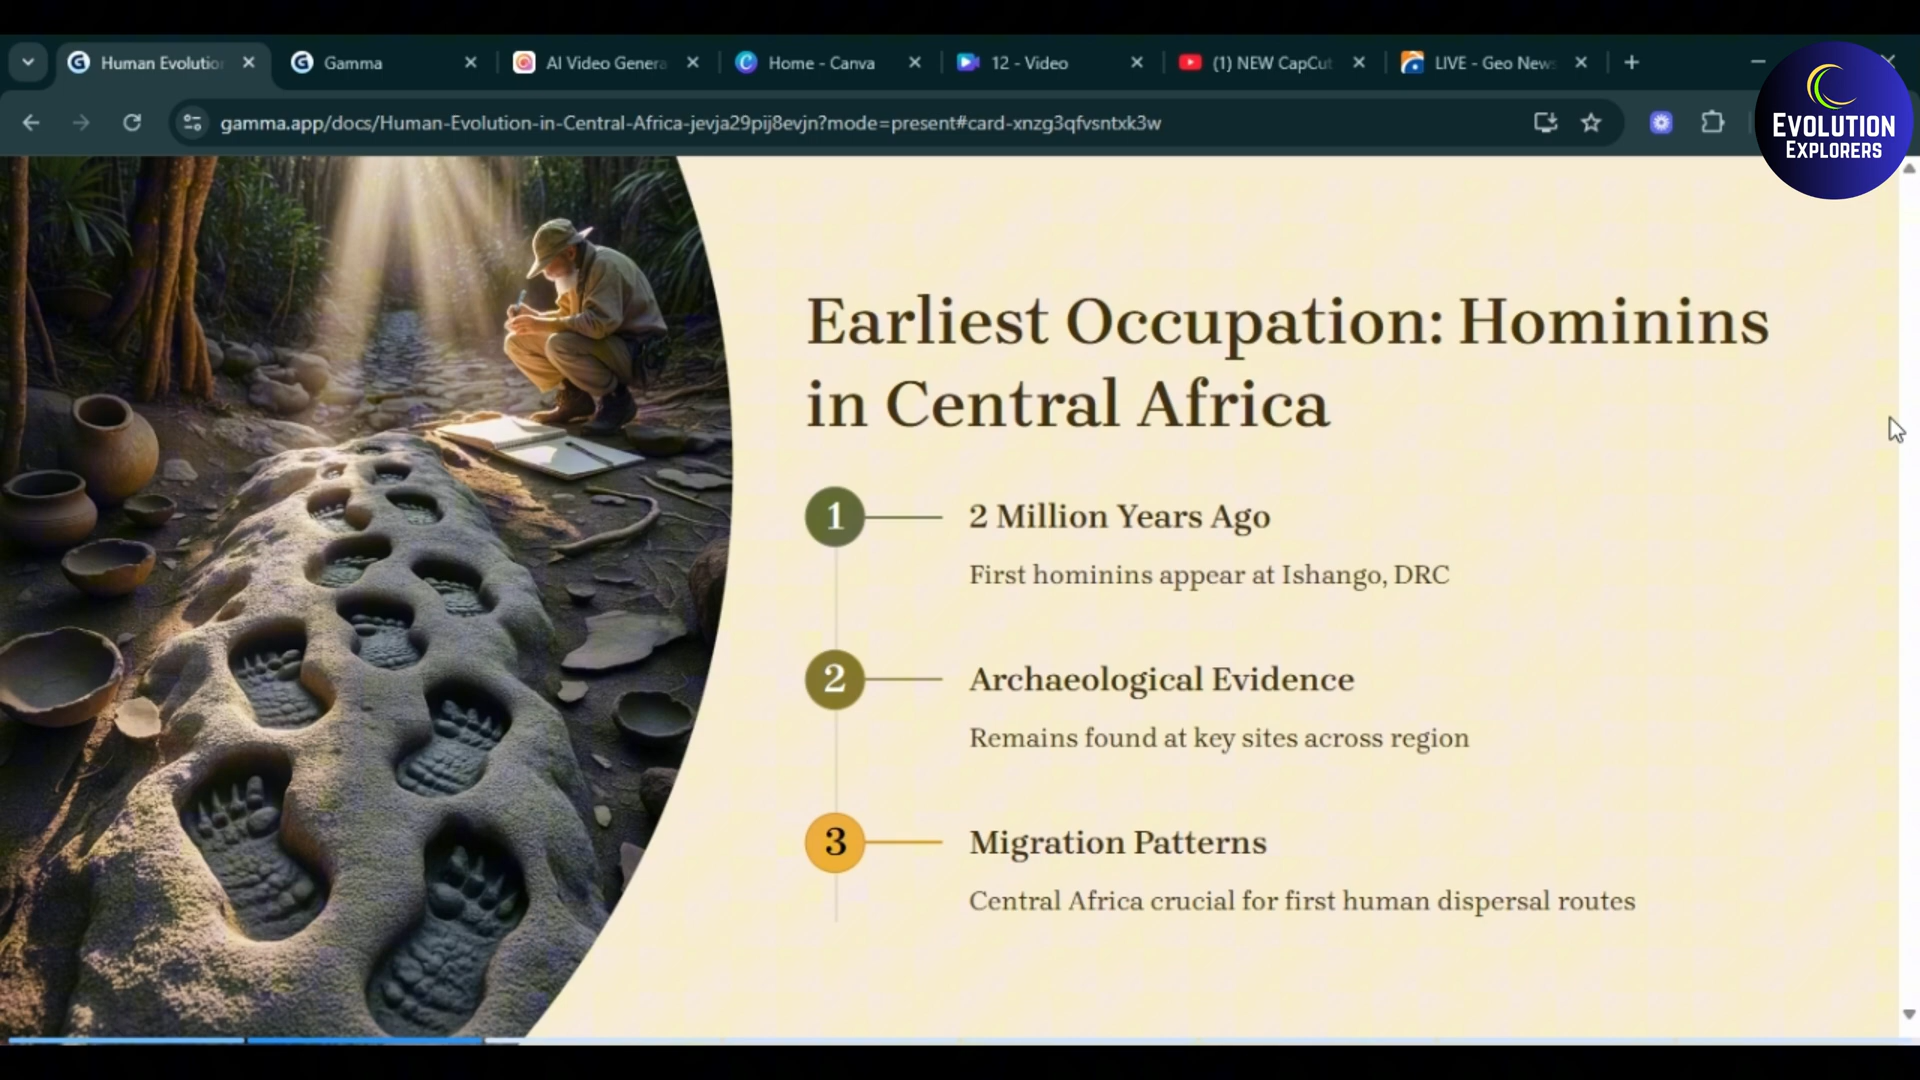 Human Evolution
Gamma
AI Video Genera
Home - Canva
12 - Video
(1) NEW CapCut
LIVE - Geo News
gamma.app/docs/Human-Evolution-in-Central-Africa-jevja29pij8evjn?mode=present#card-xnzg3qfvsntxk3w
EVOLUTION
EXPLORERS
Earliest Occupation: Hominins
in Central Africa
1
2 Million Years Ago
First hominins appear at Ishango, DRC
2
Archaeological Evidence
Remains found at key sites across region
3
Migration Patterns
Central Africa crucial for first human dispersal routes